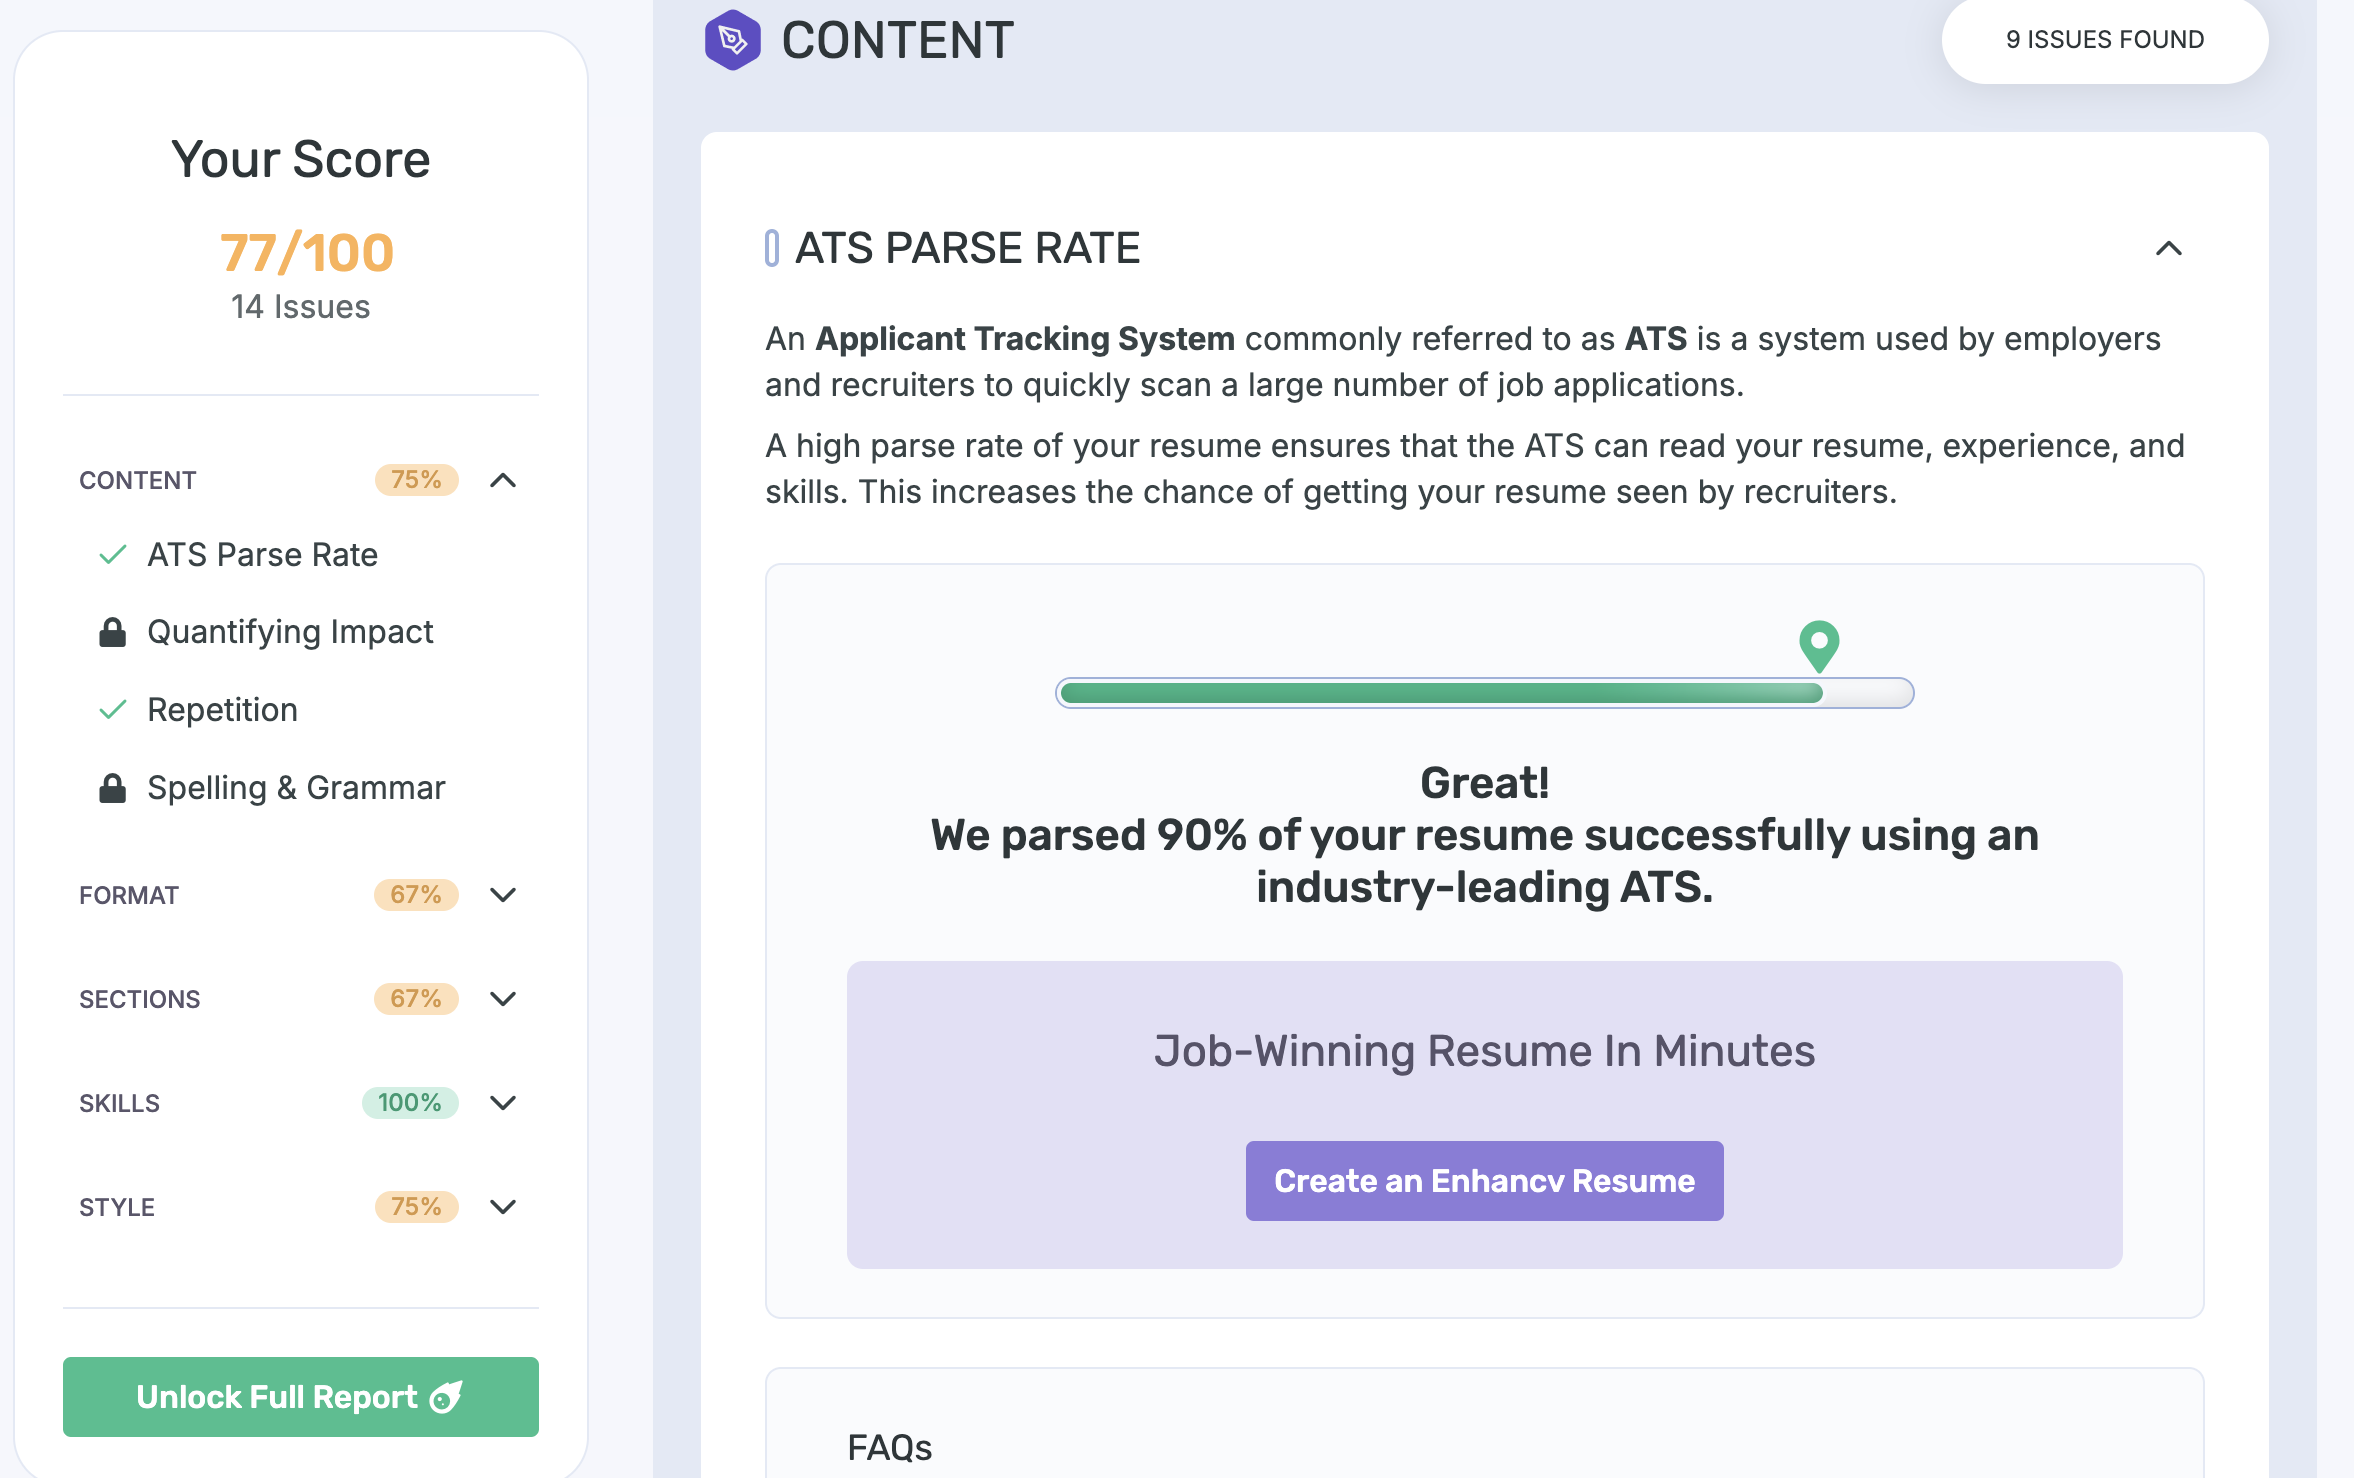 Your Score
77/100
14 Issues
CONTENT 75%
ATS Parse Rate
Quantifying Impact
Repetition
Spelling & Grammar
FORMAT 67%
SECTIONS 67%
SKILLS 100%
STYLE 75%
Unlock Full Report
CONTENT
9 ISSUES FOUND
ATS PARSE RATE
An Applicant Tracking System commonly referred to as ATS is a system used by employers
and recruiters to quickly scan a large number of job applications.
A high parse rate of your resume ensures that the ATS can read your resume, experience, and
skills. This increases the chance of getting your resume seen by recruiters.
Great!
We parsed 90% of your resume successfully using an
industry-leading ATS.
Job-Winning Resume In Minutes
Create an Enhancv Resume
FAQs